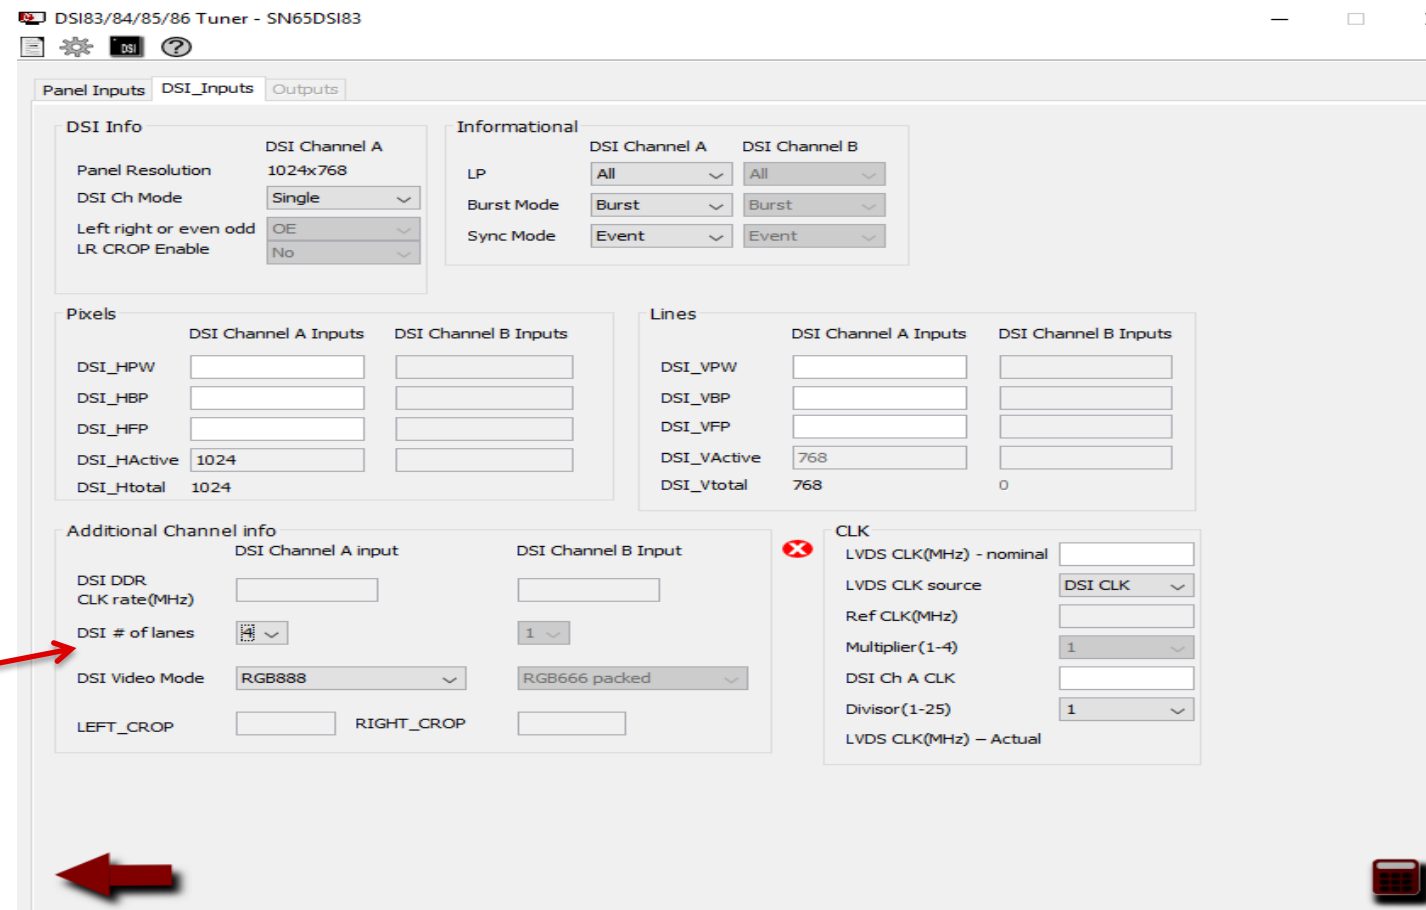 DSI83/84/85/86 Tuner - SN65DSI83
DSI
Panel Inputs DSI_Inputs Outputs
DSI Info
DSI Channel A
Panel Resolution 1024x768
DSI Ch Mode Single
Left right or even odd OE
LR CROP Enable No
Informational
DSI Channel A DSI Channel B
LP All All
Burst Mode Burst Burst
Sync Mode Event Event
Pixels
DSI Channel A Inputs DSI Channel B Inputs
DSI_HPW
DSI_HBP
DSI_HFP
DSI_HActive 1024
DSI_Htotal 1024
Lines
DSI Channel A Inputs DSI Channel B Inputs
DSI_VPW
DSI_VBP
DSI_VFP
DSI_VActive 768
DSI_Vtotal 768 0
Additional Channel info
DSI Channel A input DSI Channel B Input
DSI DDR
CLK rate(MHz)
DSI # of lanes 4 1
DSI Video Mode RGB888 RGB666 packed
LEFT_CROP RIGHT_CROP
CLK
LVDS CLK(MHz) - nominal
LVDS CLK source DSI CLK
Ref CLK(MHz)
Multiplier(1-4) 1
DSI Ch A CLK
Divisor(1-25) 1
LVDS CLK(MHz) – Actual